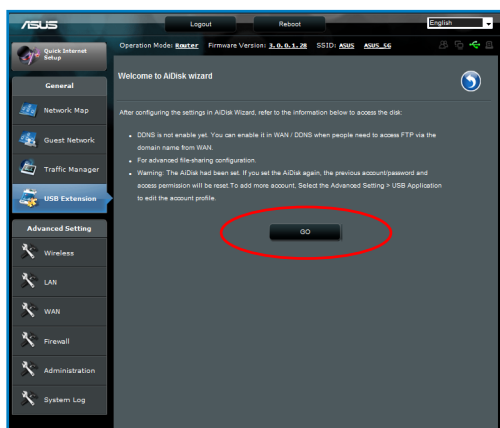 ASUS
Logout
Reboot
English
Quick Internet
Setup
Operation Mode: Router Firmware Version: 3.0.0.1.28 SSID: ASUS ASUS_5G
General
Network Map
Guest Network
Traffic Manager
USB Extension
Advanced Setting
Wireless
LAN
WAN
Firewall
Administration
System Log
Welcome to AiDisk wizard
After configuring the settings in AiDisk Wizard, refer to the information below to access the disk:
• DDNS is not enable yet. You can enable it in WAN / DDNS when people need to access FTP via the
domain name from WAN.
• For advanced file-sharing configuration.
• Warning: The AiDisk had been set. If you set the AiDisk again, the previous account/password and
access permission will be reset.To add more account, Select the Advanced Setting > USB Application
to edit the account profile.
GO